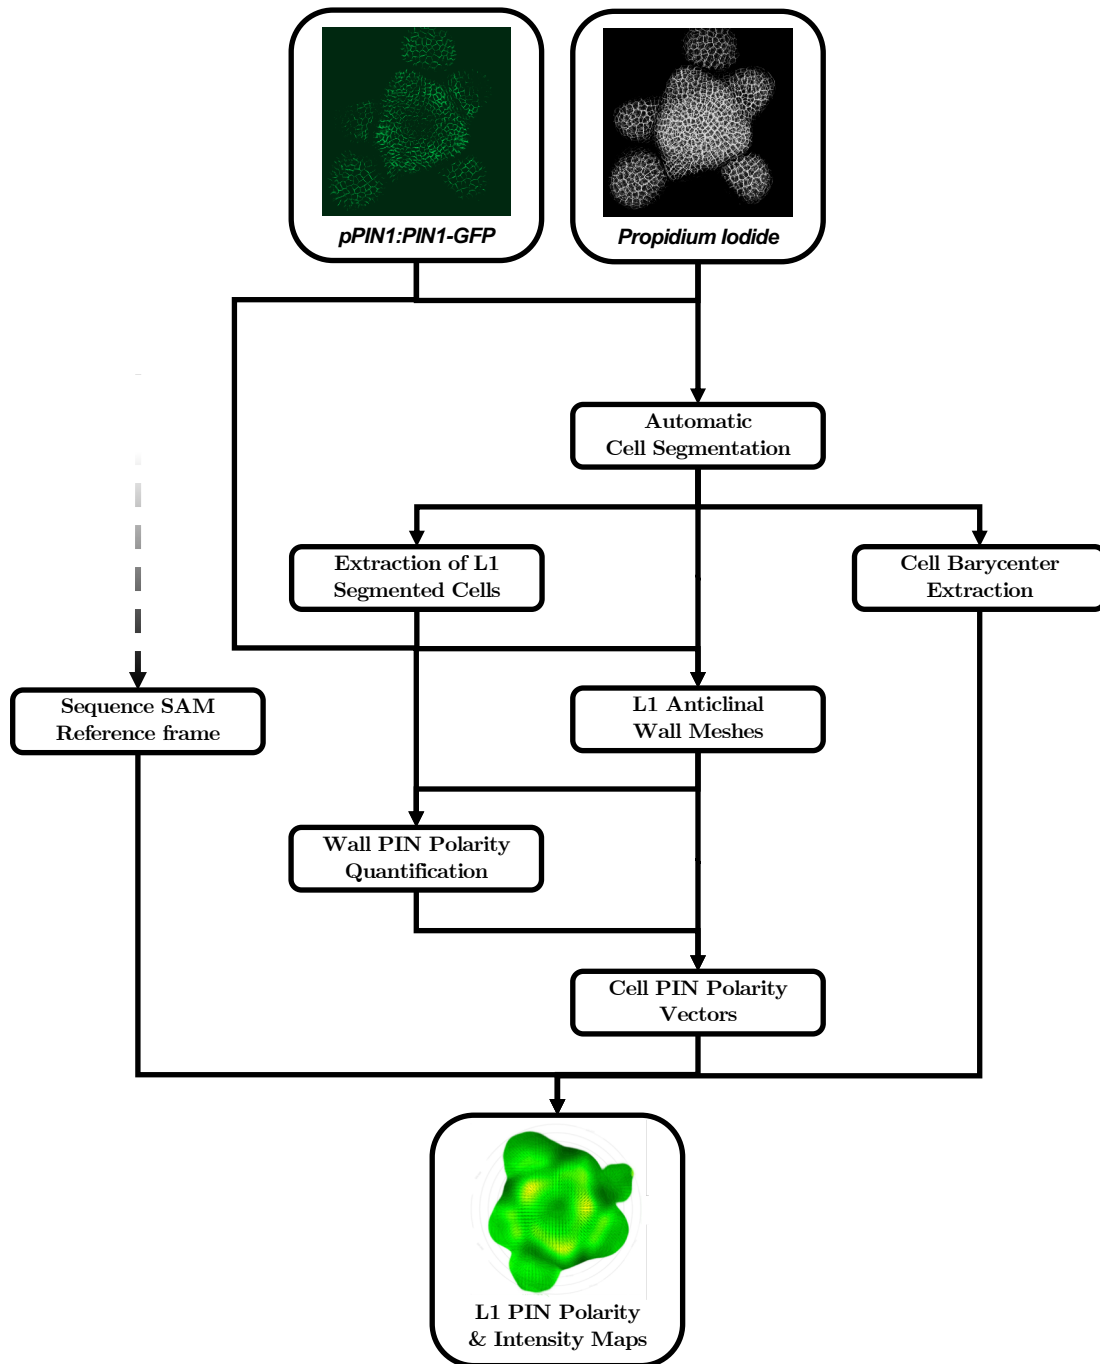 pPIN1:PIN1-GFP
Propidium Iodide
Automatic
Cell Segmentation
Extraction of L1
Segmented Cells
Cell Barycenter
Extraction
Sequence SAM
Reference frame
L1 Anticlinal
Wall Meshes
Wall PIN Polarity
Quantification
Cell PIN Polarity
Vectors
L1 PIN Polarity
& Intensity Maps